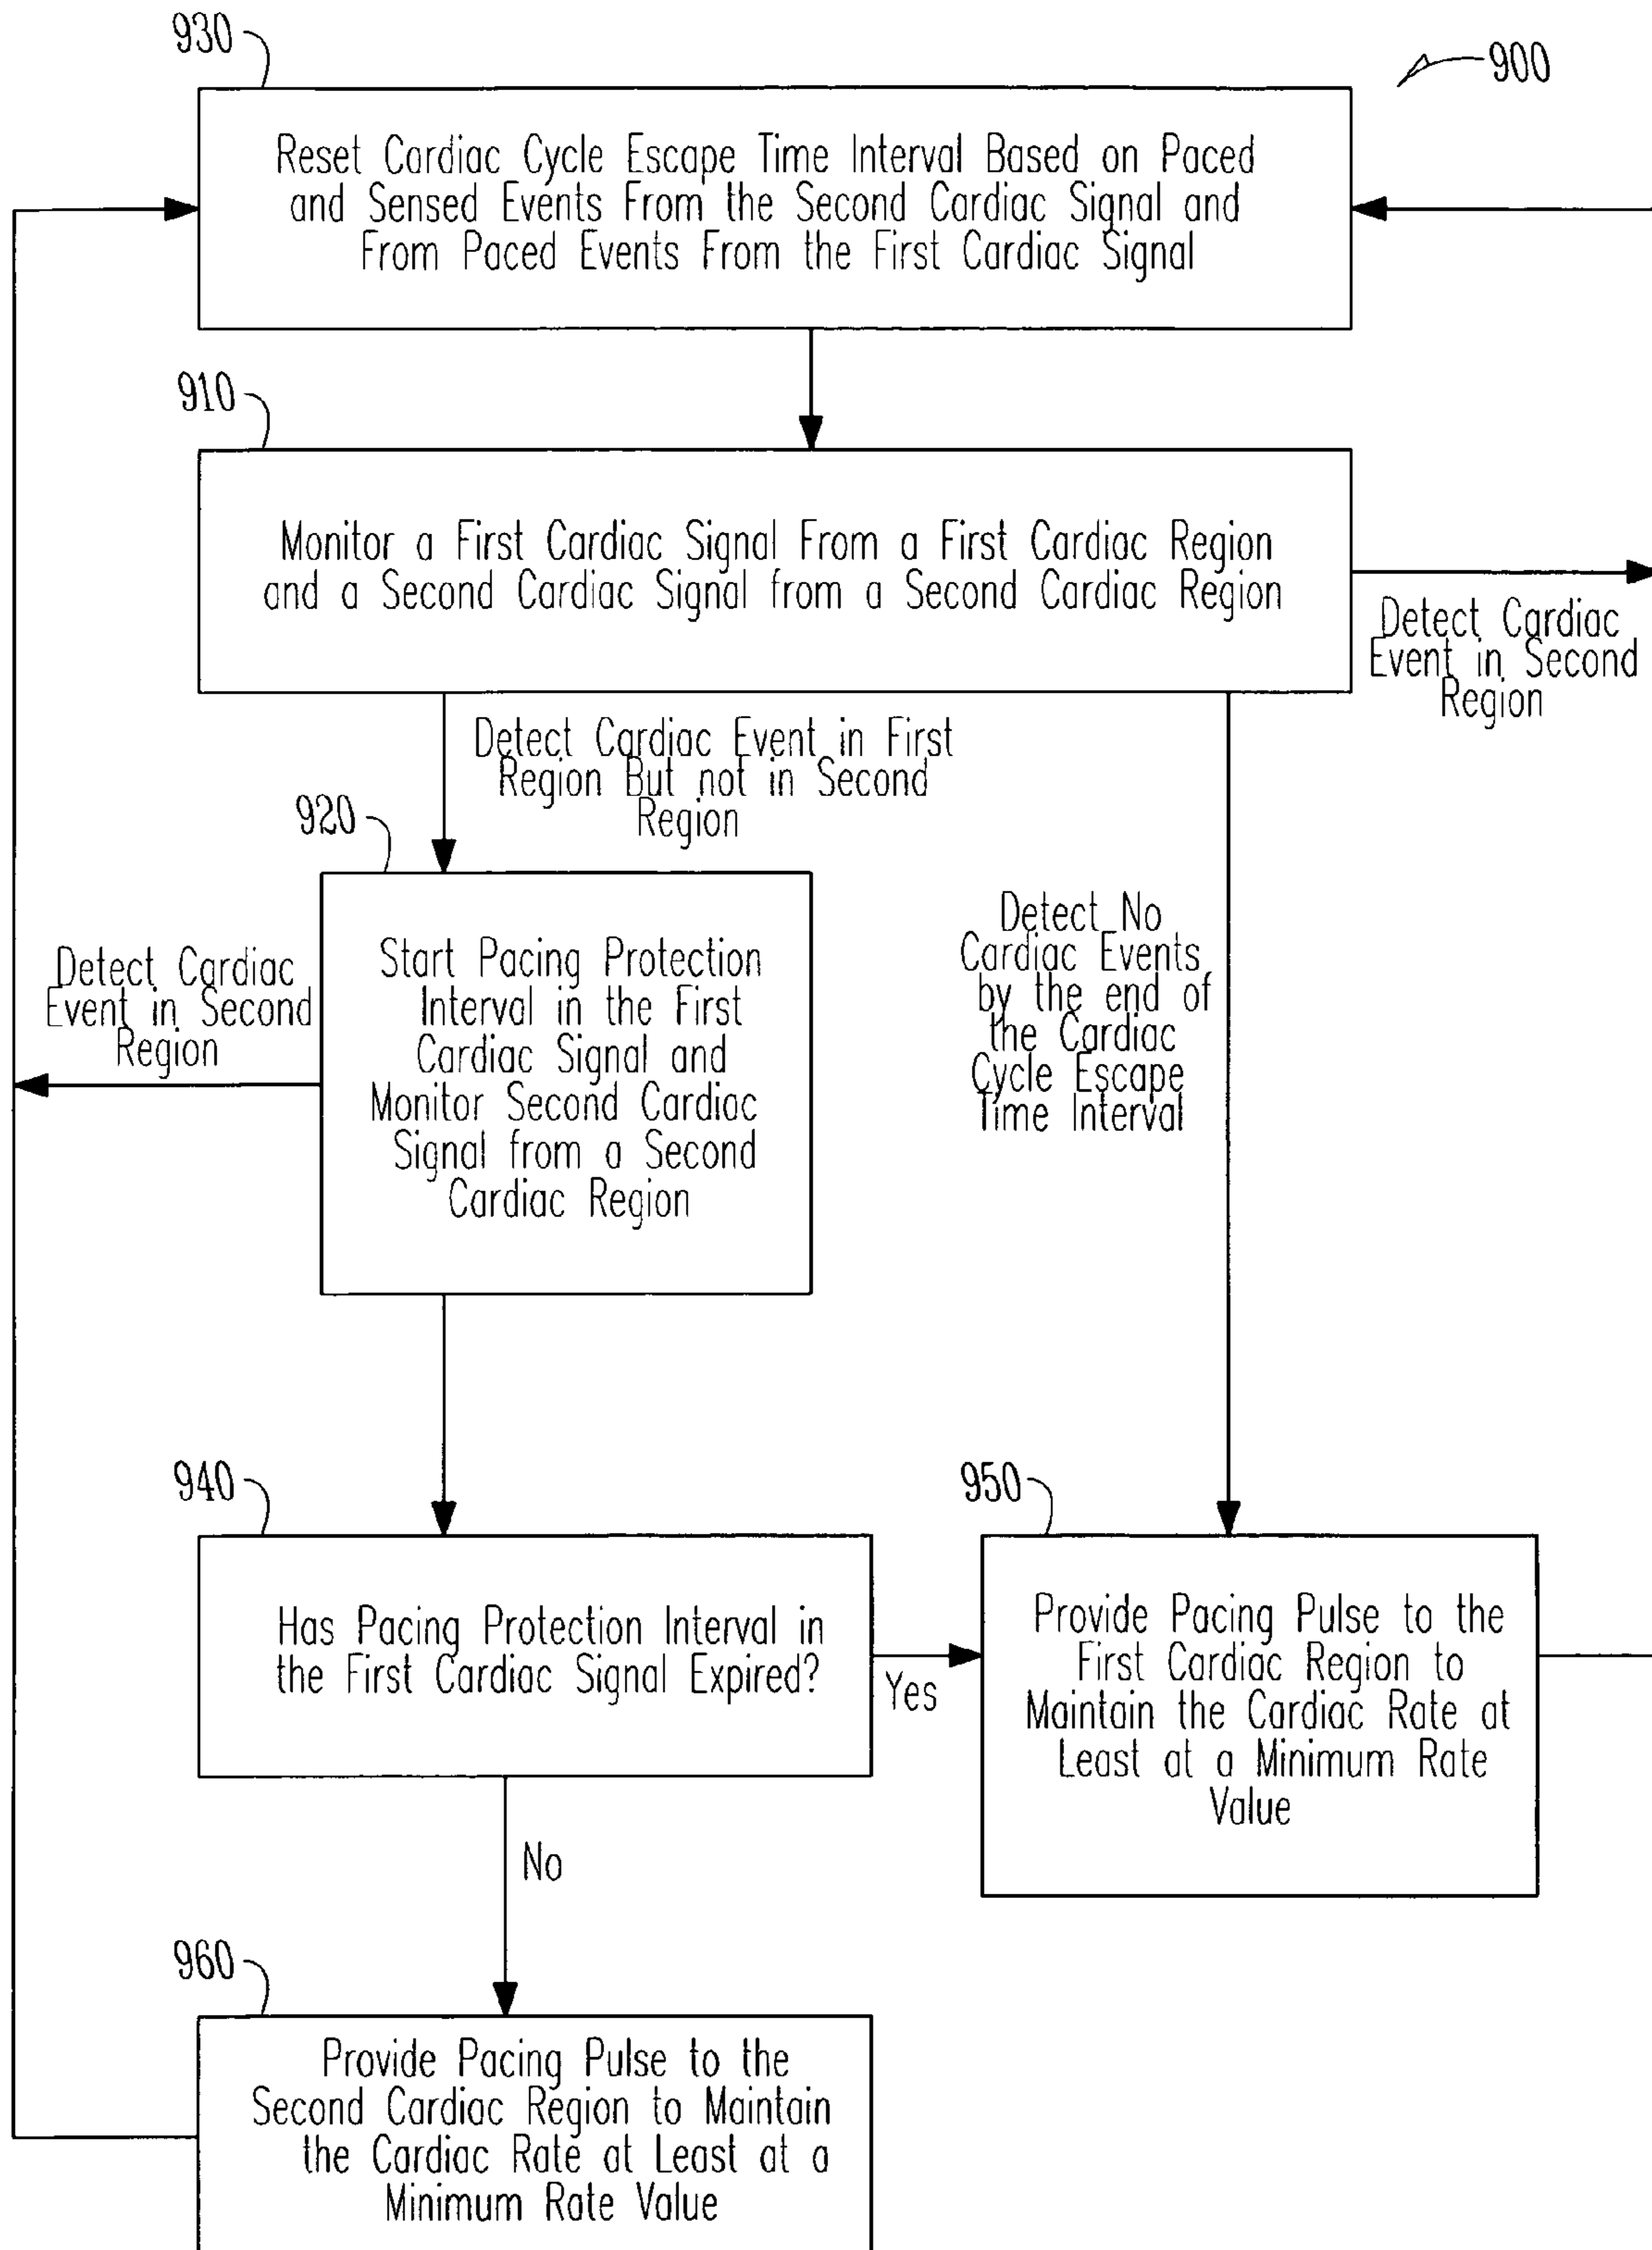 930
900
Reset Cardiac Cycle Escape Time Interval Based on Paced
and Sensed Events From the Second Cardiac Signal and
From Paced Events From the First Cardiac Signal
910
Monitor a First Cardiac Signal From a First Cardiac Region
and a Second Cardiac Signal from a Second Cardiac Region
Detect Cardiac
Event in Second
Region
Detect Cardiac Event in First
Region But not in Second
Region
920
Start Pacing Protection
Interval in the First
Cardiac Signal and
Monitor Second Cardiac
Signal from a Second
Cardiac Region
Detect Cardiac
Event in Second
Region
Detect No
Cardiac Events
by the end of
the Cardiac
Cycle Escape
Time Interval
940
Has Pacing Protection Interval in
the First Cardiac Signal Expired?
Yes
950
Provide Pacing Pulse to the
First Cardiac Region to
Maintain the Cardiac Rate at
Least at a Minimum Rate
Value
No
960
Provide Pacing Pulse to the
Second Cardiac Region to Maintain
the Cardiac Rate at Least at a
Minimum Rate Value